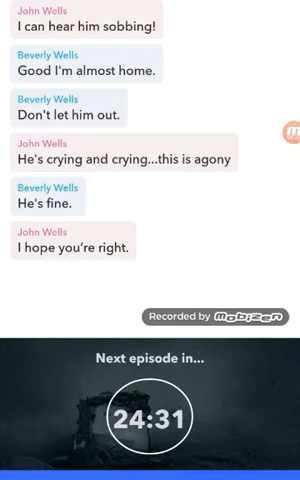 John Wells
I can hear him sobbing!
Beverly Wells
Good I'm almost home.
Beverly Wells
Don't let him out.
John Wells
He's crying and crying...this is agony
Beverly Wells
He's fine.
John Wells
I hope you're right.
Recorded by mobizen
Next episode in...
24:31